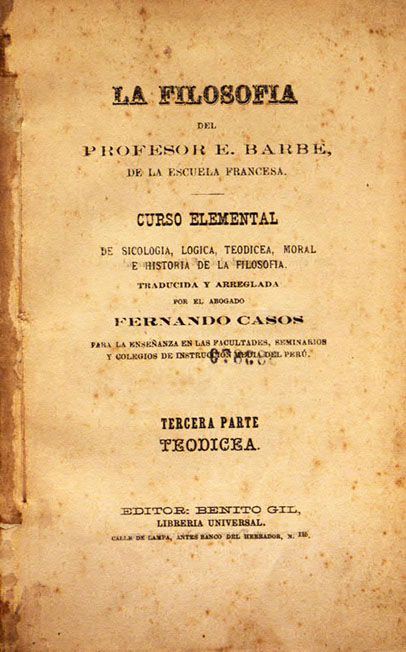 LA FILOSOFIA
DEL
PROFESOR E. BARBE,
DE LA ESCUELA FRANCESA.
CURSO ELEMENTAL
DE SICOLOGIA, LOGICA, TEODICEA, MORAL
E HISTORIA DE LA FILOSOFIA.
TRADUCIDA Y ARREGLADA
POR EL ABOGADO
FERNANDO CASOS
PARA LA ENSEÑANZA EN LAS FACULTADES, SEMINARIOS
Y COLEGIOS DE INSTRUCCION MEDIA DEL PERÚ.
TERCERA PARTE
TEODICEA.
EDITOR: BENITO GIL,
LIBRERIA UNIVERSAL.
CALLE DE LAMPA, ANTES BANCO DEL HERRADOR, N.